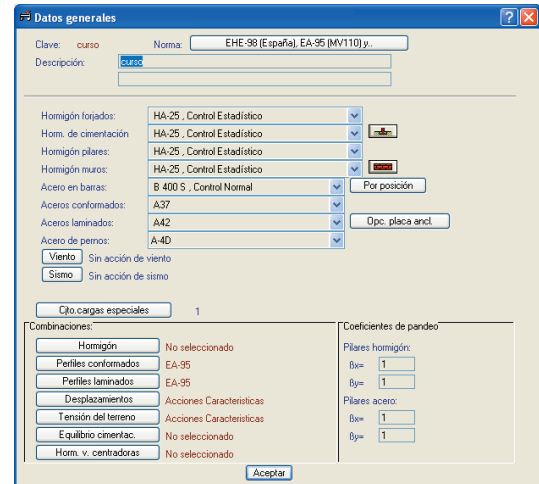 Datos generales
Clave: curso Norma: EHE-98 (España), EA-95 (MV110) y..
Descripción: curso
Hormigón forjados: HA-25 , Control Estadístico
Horm. de cimentación HA-25 , Control Estadístico
Hormigón pilares: HA-25 , Control Estadístico
Hormigón muros: HA-25 , Control Estadístico
Acero en barras: B 400 S , Control Normal Por posición
Aceros conformados: A37
Aceros laminados: A42 Opc. placa ancl.
Acero de pernos: A-4D
Viento Sin acción de viento
Sismo Sin acción de sismo
Cjto.cargas especiales 1
Combinaciones: Coeficientes de pandeo
Hormigón No seleccionado Pilares hormigón:
Perfiles conformados EA-95 βx= 1
Perfiles laminados EA-95 βy= 1
Desplazamientos Acciones Caracteristicas Pilares acero:
Tensión del terreno Acciones Caracteristicas βx= 1
Equilibrio cimentac. No seleccionado βy= 1
Horm. v. centradoras No seleccionado
Aceptar